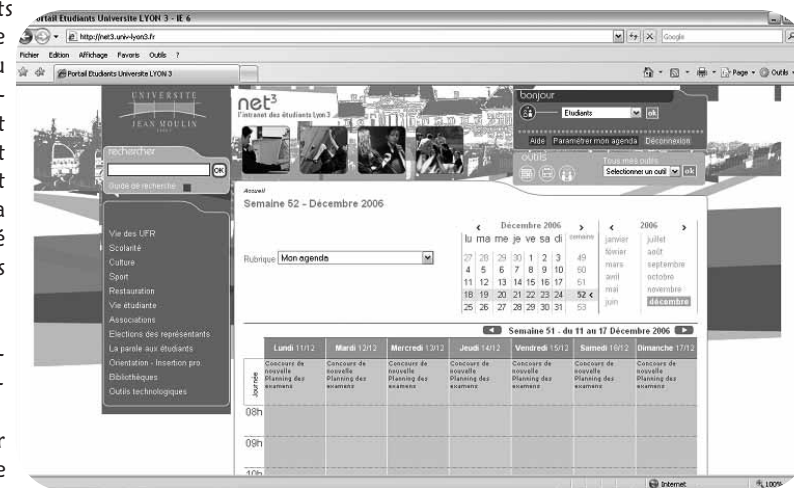 ts
e
u
-
t
t
t
a
é
s
-
-
r
e
Portail Etudiants Universite LYON 3 - IE 6
http://net3.univ-lyon3.fr
Google
Fichier Edition Affichage Favoris Outils ?
Portail Etudiants Universite LYON 3
Page
Outils
UNIVERSITE
JEAN MOULIN
rechercher
OK
Guide de recherche
Vie des UFR
Scolarité
Culture
Sport
Restauration
Vie étudiante
Associations
Elections des représentants
La parole aux étudiants
Orientation - Insertion pro.
Bibliothèques
Outils technologiques
net3
l'intranet des étudiants lyon 3
bonjour
Etudiants
ok
Aide Paramétrer mon agenda Déconnexion
outils
Tous mes outils
Selectionner un outil
ok
Accueil
Semaine 52 - Décembre 2006
Rubrique Mon agenda
< Décembre 2006 >
lu ma me je ve sa di semaine
27 28 29 30 1 2 3 49
4 5 6 7 8 9 10 50
11 12 13 14 15 16 17 51
18 19 20 21 22 23 24 52 <
25 26 27 28 29 30 31 53
< 2006 >
janvier juillet
février août
mars septembre
avril octobre
mai novembre
juin décembre
Semaine 51 - du 11 au 17 Décembre 2006
Lundi 11/12 Mardi 12/12 Mercredi 13/12 Jeudi 14/12 Vendredi 15/12 Samedi 16/12 Dimanche 17/12
Journée
Concours de Concours de Concours de Concours de Concours de Concours de Concours de
nouvelle nouvelle nouvelle nouvelle nouvelle nouvelle nouvelle
Planning des Planning des Planning des Planning des Planning des Planning des Planning des
examens examens examens examens examens examens examens
08h
09h
10h
Internet
100%